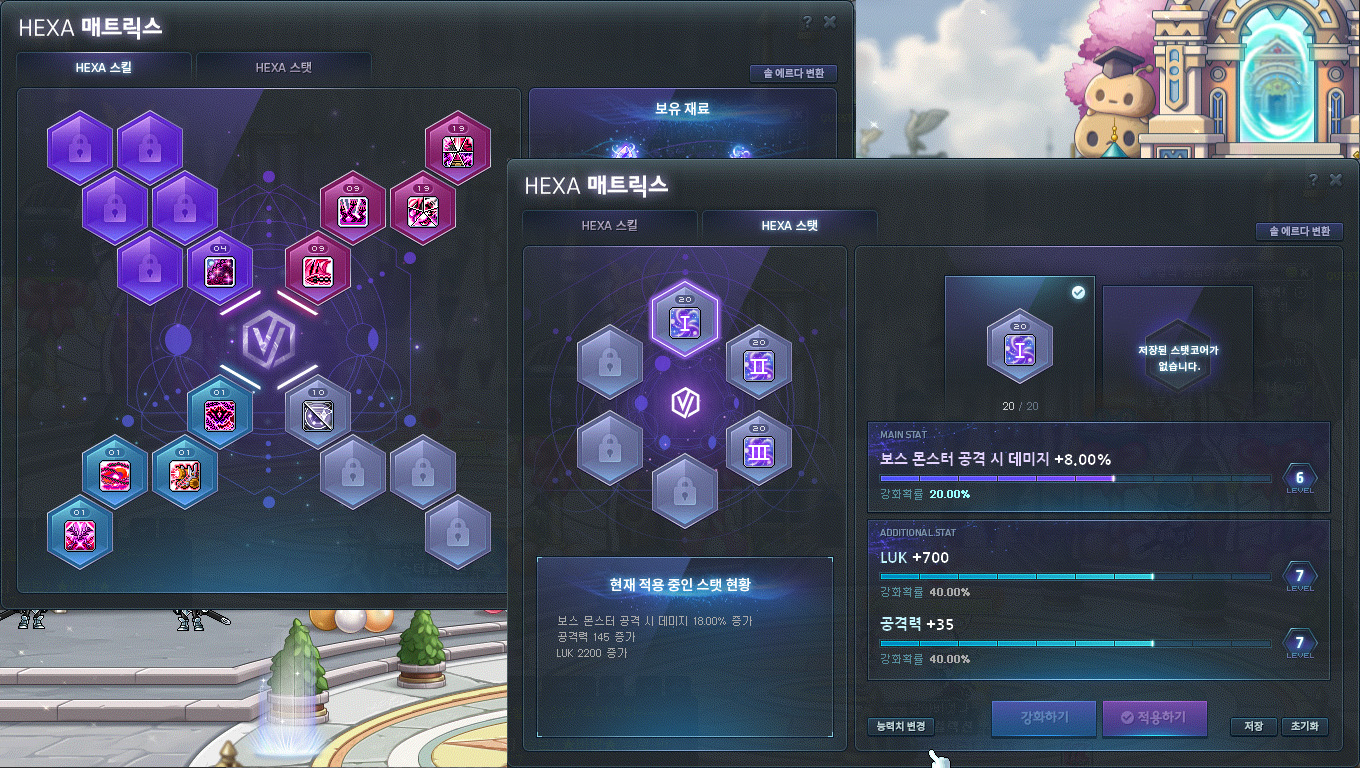 HEXA 매트릭스
?
HEXA 스킬
HEXA 스탯
솔 에르다 변환
보유 재료
19
09
19
04
09
01
10
01
01
01
HEXA 매트릭스
?
HEXA 스킬
HEXA 스탯
솔 에르다 변환
20
I
20
II
20
III
20
I
20 / 20
저장된 스탯코어가
없습니다.
MAIN STAT
보스 몬스터 공격 시 데미지 +8.00%
강화확률 20.00%
6
LEVEL
ADDITIONAL STAT
LUK +700
강화확률 40.00%
7
LEVEL
공격력 +35
강화확률 40.00%
7
LEVEL
현재 적용 중인 스탯 현황
보스 몬스터 공격 시 데미지 18.00% 증가
공격력 145 증가
LUK 2200 증가
능력치 변경
강화하기
적용하기
저장
초기화